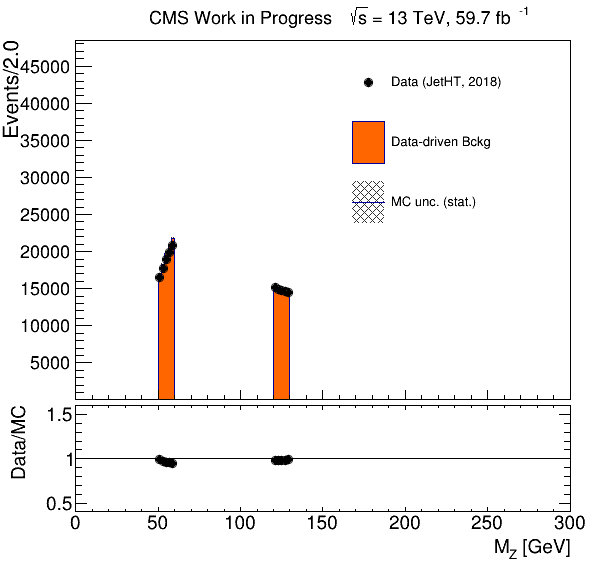 CMS Work in Progress √s = 13 TeV, 59.7 fb⁻¹
Events/2.0
45000
40000
35000
30000
25000
20000
15000
10000
5000
Data (JetHT, 2018)
Data-driven Bckg
MC unc. (stat.)
Data/MC
1.5
1
0.5
0 50 100 150 200 250 300
M_Z [GeV]